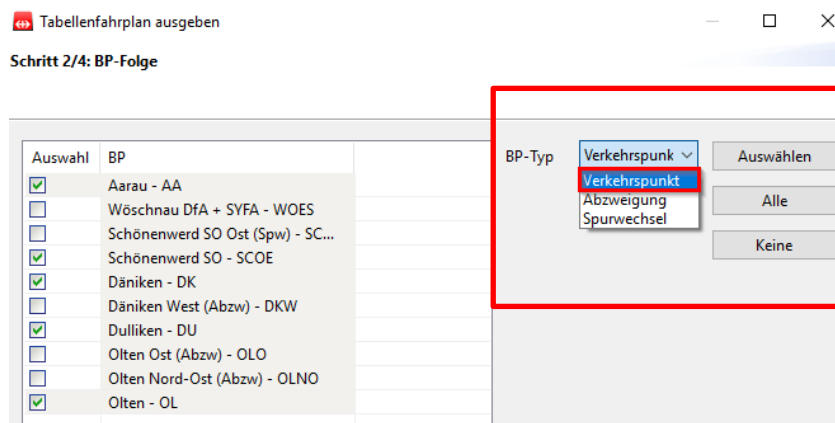 Tabellenfahrplan ausgeben
Schritt 2/4: BP-Folge
Auswahl BP
Aarau - AA
Wöschnau DfA + SYFA - WOES
Schönenwerd SO Ost (Spw) - SC...
Schönenwerd SO - SCOE
Däniken - DK
Däniken West (Abzw) - DKW
Dulliken - DU
Olten Ost (Abzw) - OLO
Olten Nord-Ost (Abzw) - OLNO
Olten - OL
BP-Typ Verkehrspunk Auswählen
Verkehrspunkt
Abzweigung
Spurwechsel
Alle
Keine